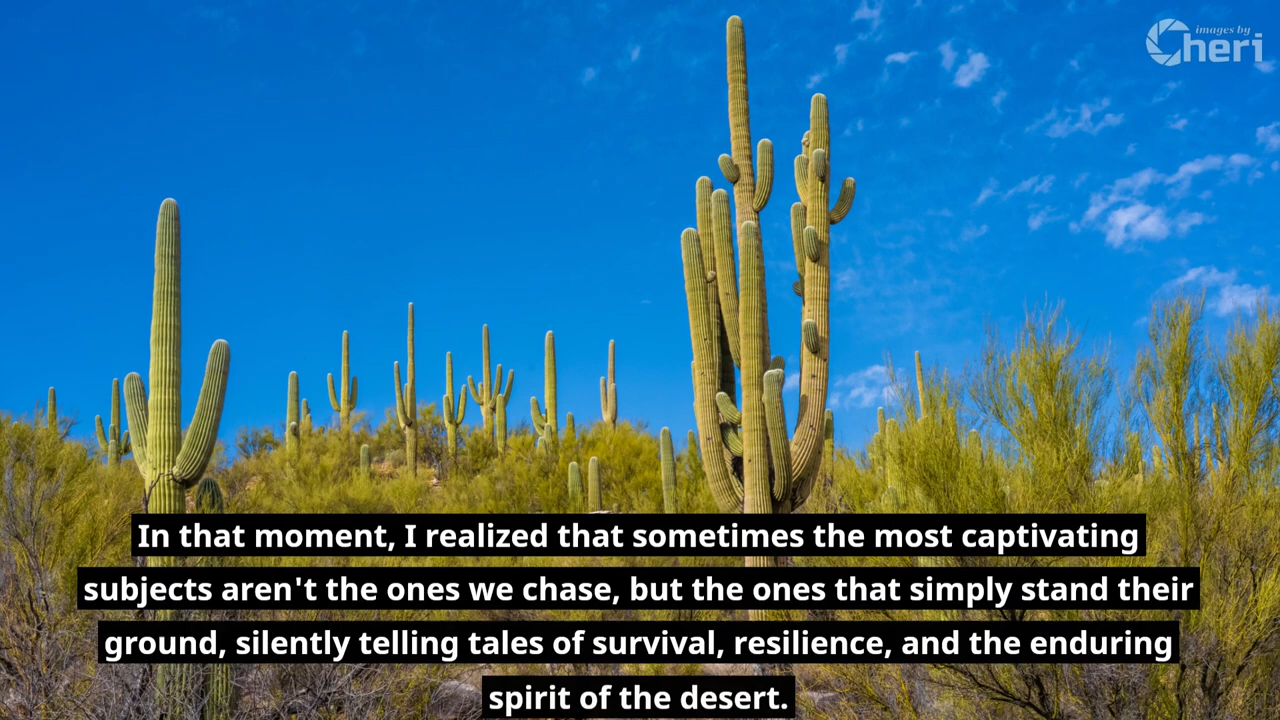 images by
Cheri
In that moment, I realized that sometimes the most captivating
subjects aren't the ones we chase, but the ones that simply stand their
ground, silently telling tales of survival, resilience, and the enduring
spirit of the desert.